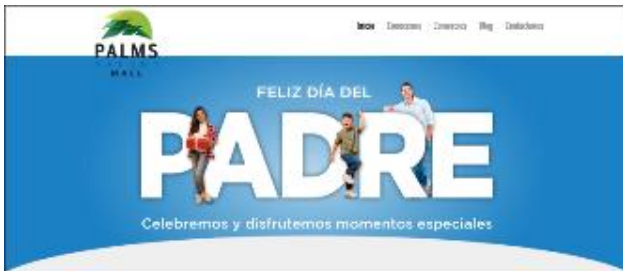 PALMS
MALL
Inicio Blog
FELIZ DÍA DEL
PADRE
Celebremos y disfrutemos momentos especiales